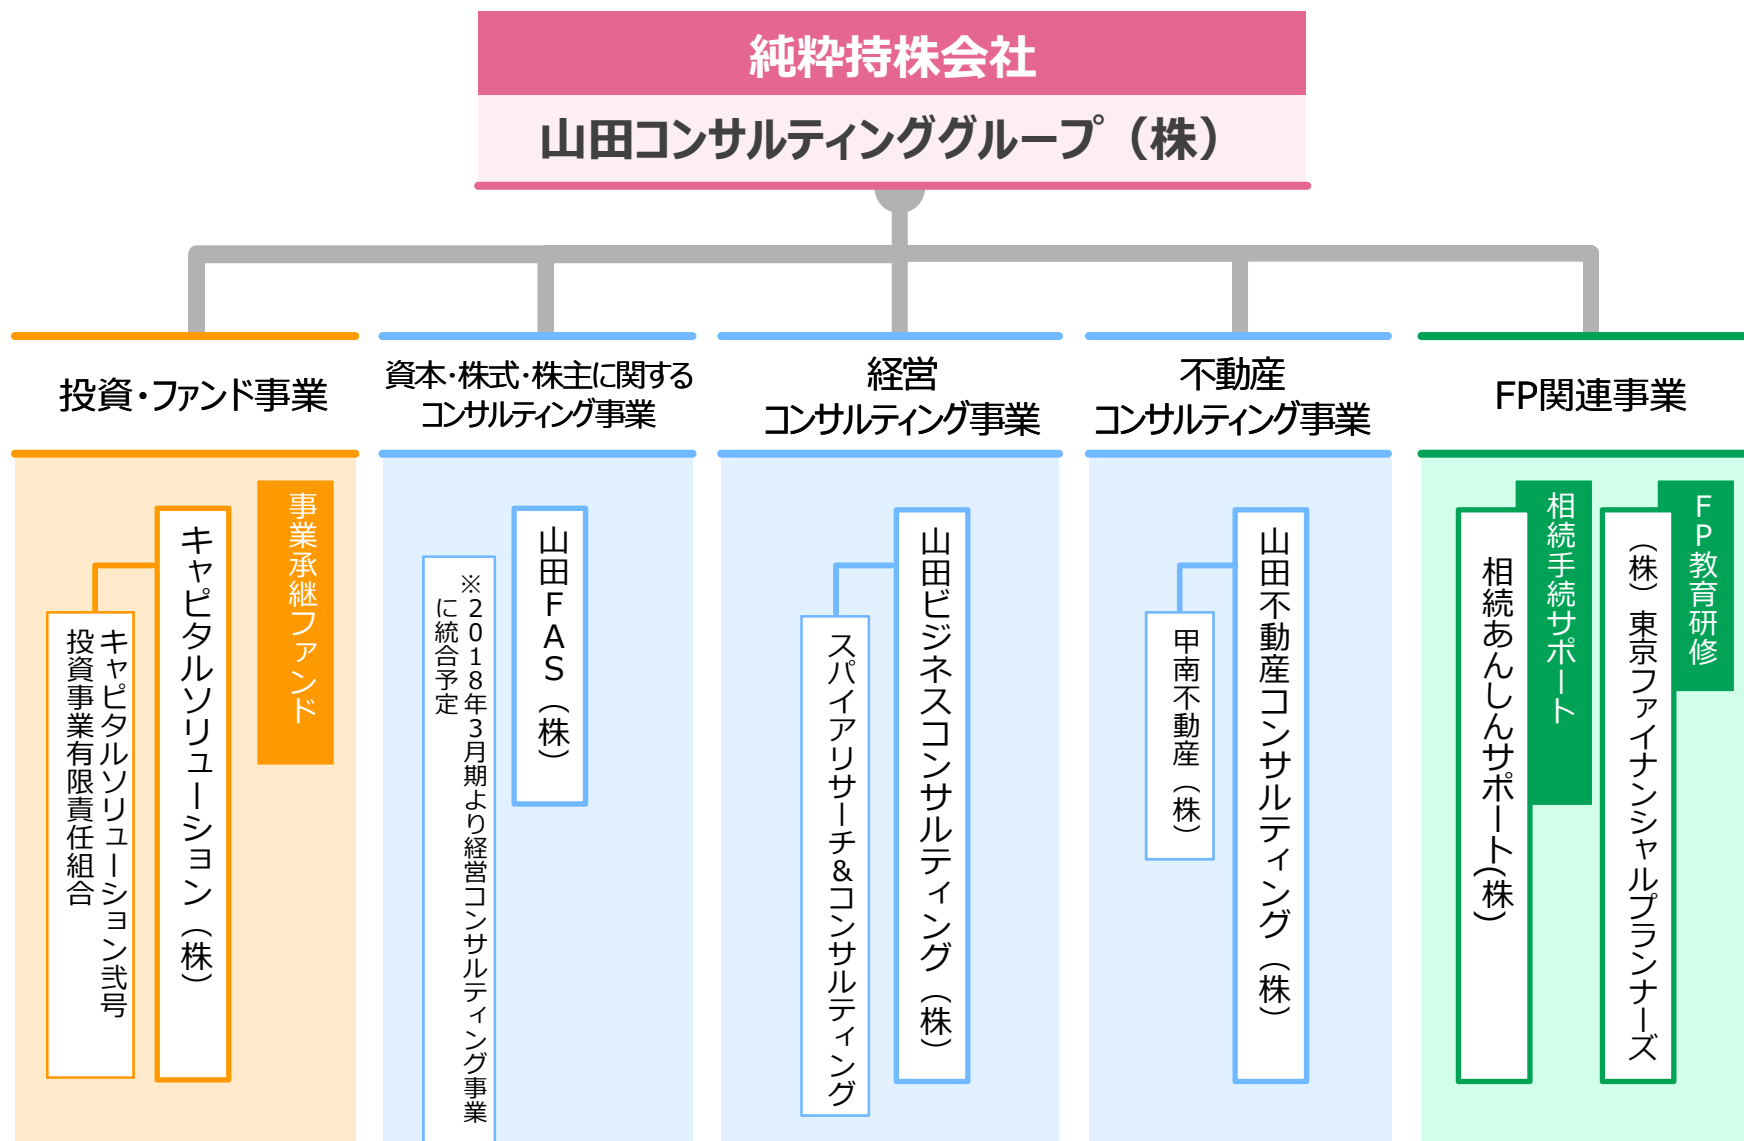 純粋持株会社
山田コンサルティンググループ（株）
投資・ファンド事業
事業承継ファンド
キャピタルソリューション（株）
キャピタルソリューション弐号
投資事業有限責任組合
資本・株式・株主に関する
コンサルティング事業
山田ＦＡＳ（株）
※２０１８年３月期より経営コンサルティング事業
に統合予定
経営
コンサルティング事業
山田ビジネスコンサルティング（株）
スパイアリサーチ&コンサルティング
不動産
コンサルティング事業
山田不動産コンサルティング（株）
甲南不動産（株）
FP関連事業
ＦＰ教育研修
（株）東京ファイナンシャルプランナーズ
相続手続サポート
相続あんしんサポート(株)